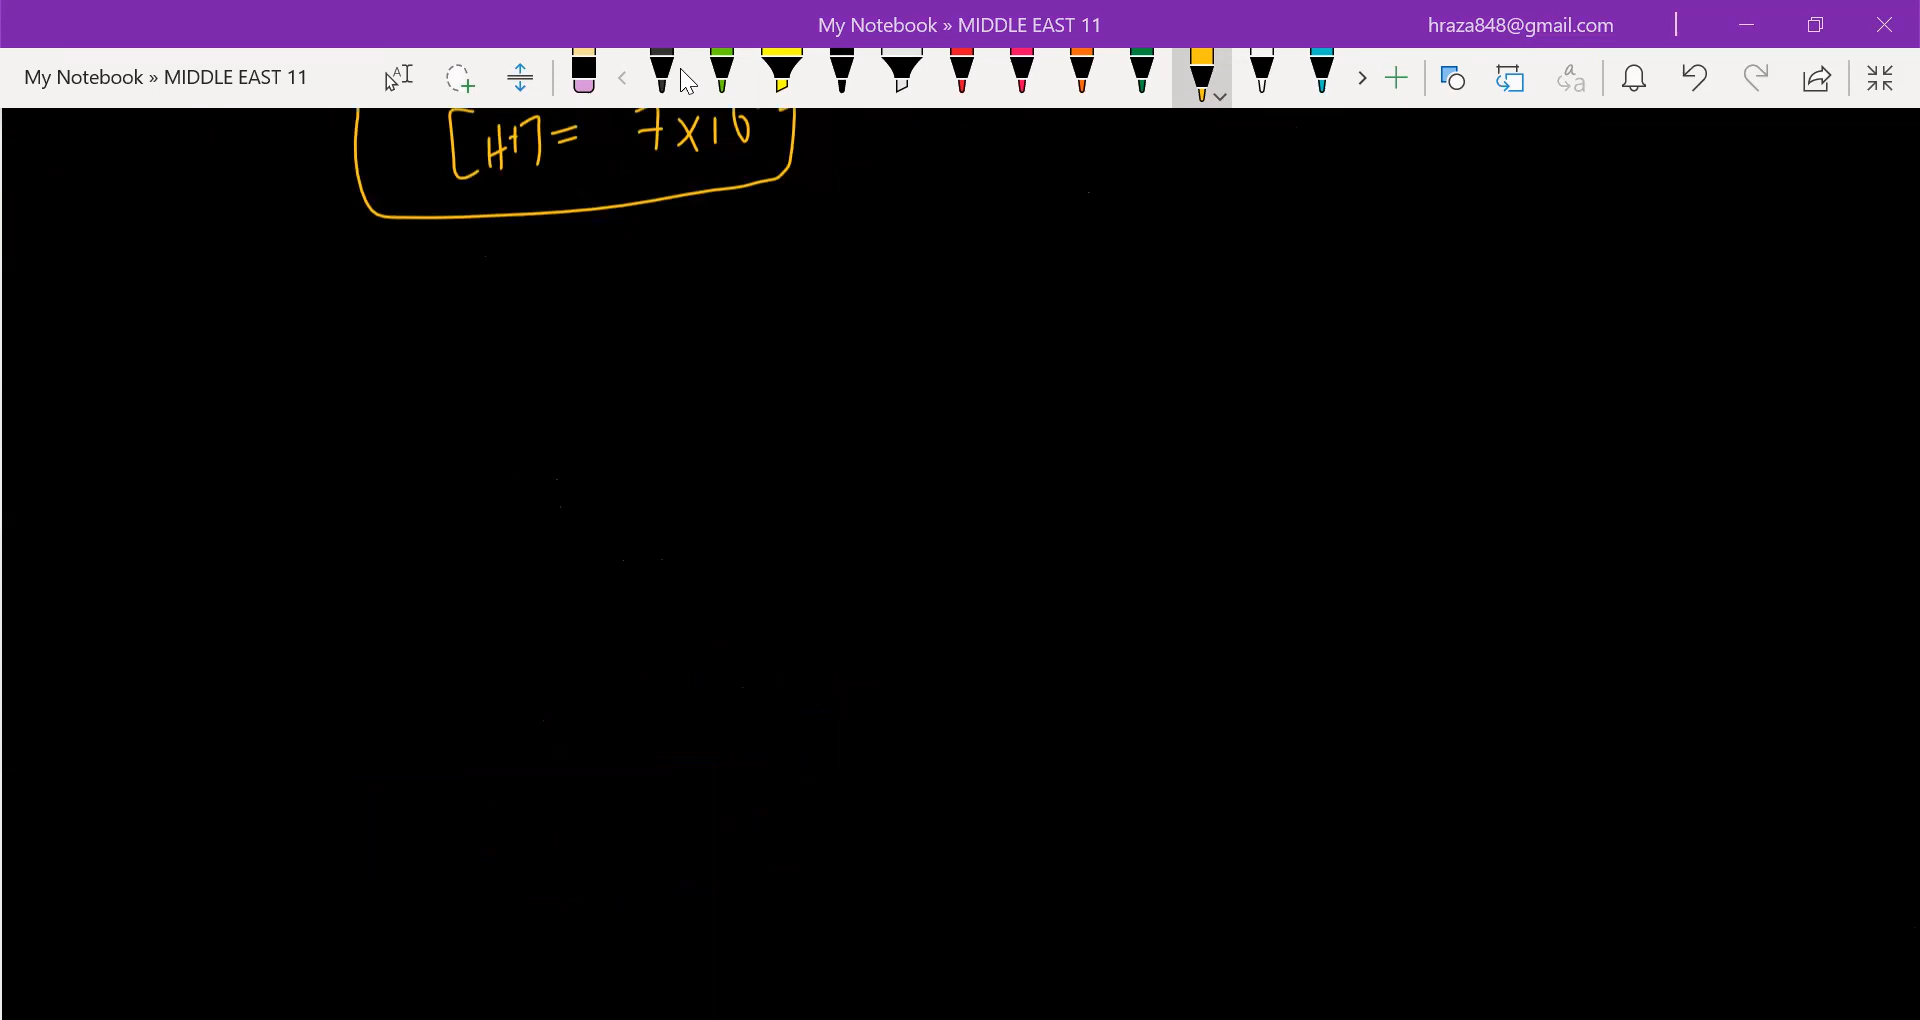 My Notebook » MIDDLE EAST 11
hraza848@gmail.com
My Notebook » MIDDLE EAST 11
[H+] = 7x10